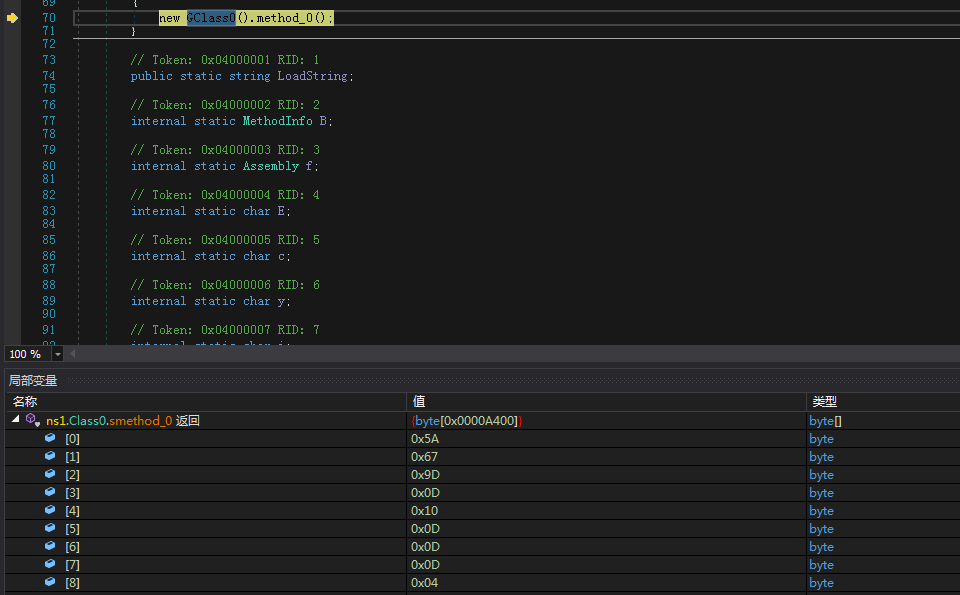 69 {
70 new GClass0().method_0();
71 }
72
73 // Token: 0x04000001 RID: 1
74 public static string LoadString;
75
76 // Token: 0x04000002 RID: 2
77 internal static MethodInfo B;
78
79 // Token: 0x04000003 RID: 3
80 internal static Assembly f;
81
82 // Token: 0x04000004 RID: 4
83 internal static char E;
84
85 // Token: 0x04000005 RID: 5
86 internal static char c;
87
88 // Token: 0x04000006 RID: 6
89 internal static char y;
90
91 // Token: 0x04000007 RID: 7
92 internal static char i;
100 %
局部变量
名称 值 类型
ns1.Class0.smethod_0 返回 {byte[0x0000A400]} byte[]
[0] 0x5A byte
[1] 0x67 byte
[2] 0x9D byte
[3] 0x0D byte
[4] 0x10 byte
[5] 0x0D byte
[6] 0x0D byte
[7] 0x0D byte
[8] 0x04 byte